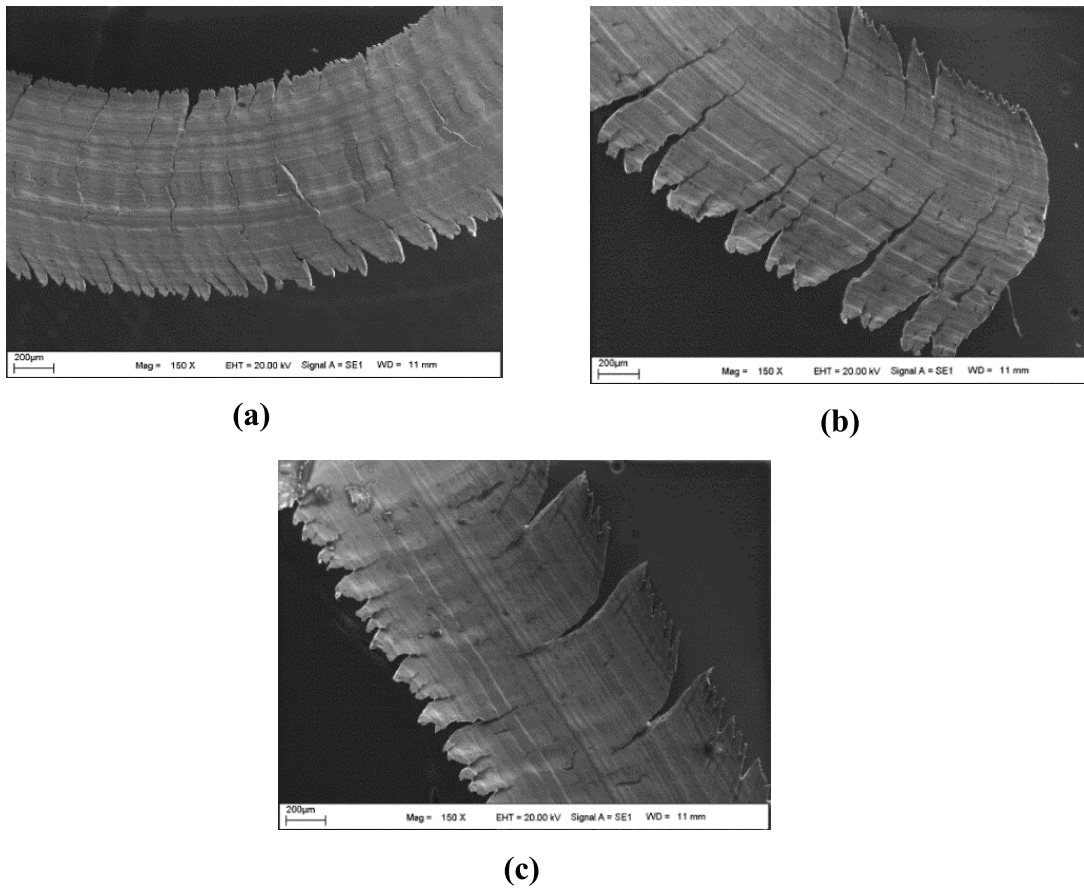 200µm Mag = 150 X EHT = 20.00 kV Signal A = SE1 WD = 11 mm
200µm Mag = 150 X EHT = 20.00 kV Signal A = SE1 WD = 11 mm
(a)
(b)
200µm Mag = 150 X EHT = 20.00 kV Signal A = SE1 WD = 11 mm
(c)